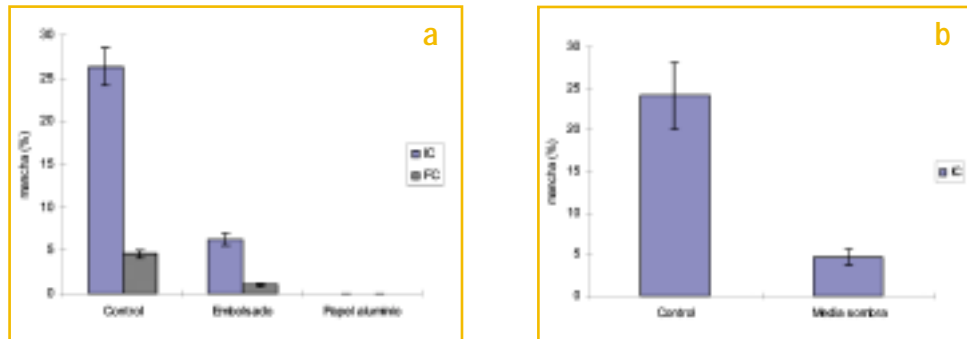 a
30
25
20
15
10
5
0
mancha (%)
Control
Embolsado
Papel aluminio
IC
FC
b
30
25
20
15
10
5
0
mancha (%)
Control
Media sombra
IC